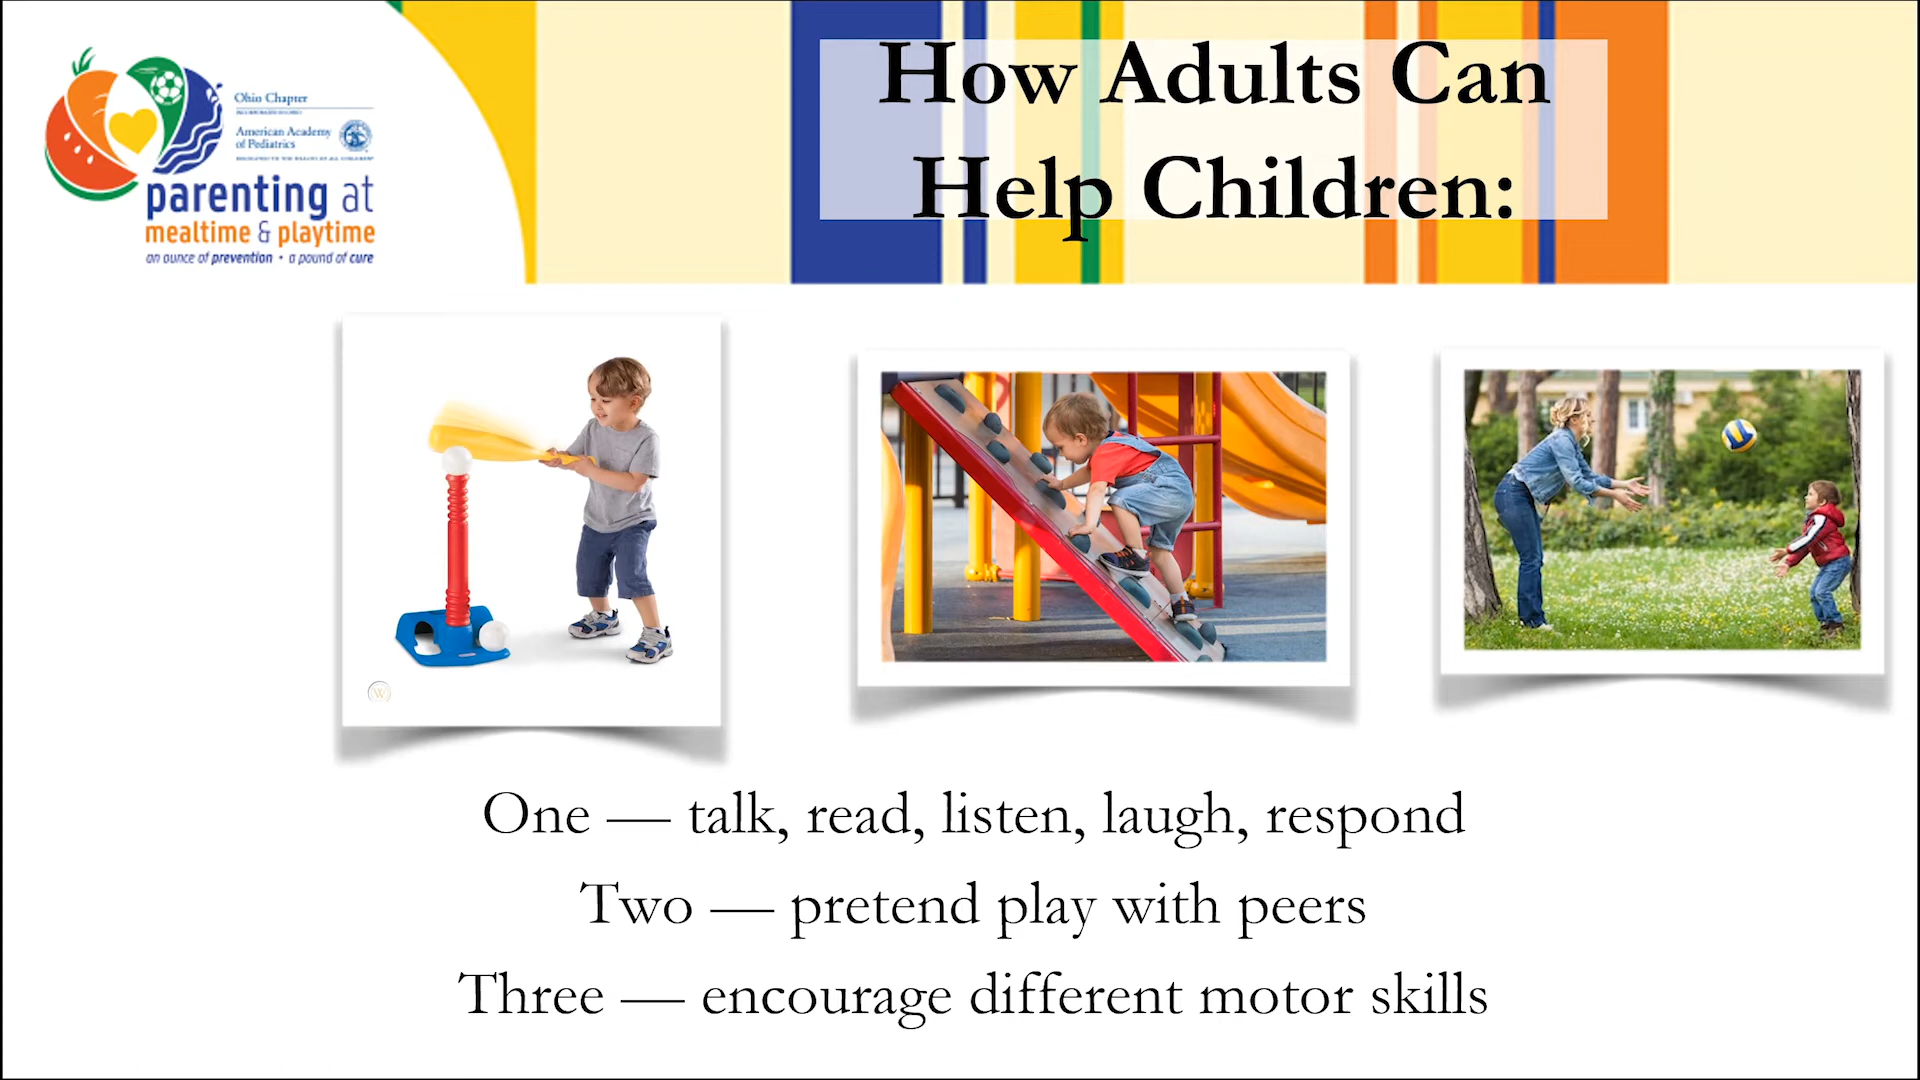 How Adults Can
Help Children:
Ohio Chapter
American Academy
of Pediatrics
parenting at
mealtime & playtime
an ounce of prevention • a pound of cure
W
One — talk, read, listen, laugh, respond
Two — pretend play with peers
Three — encourage different motor skills